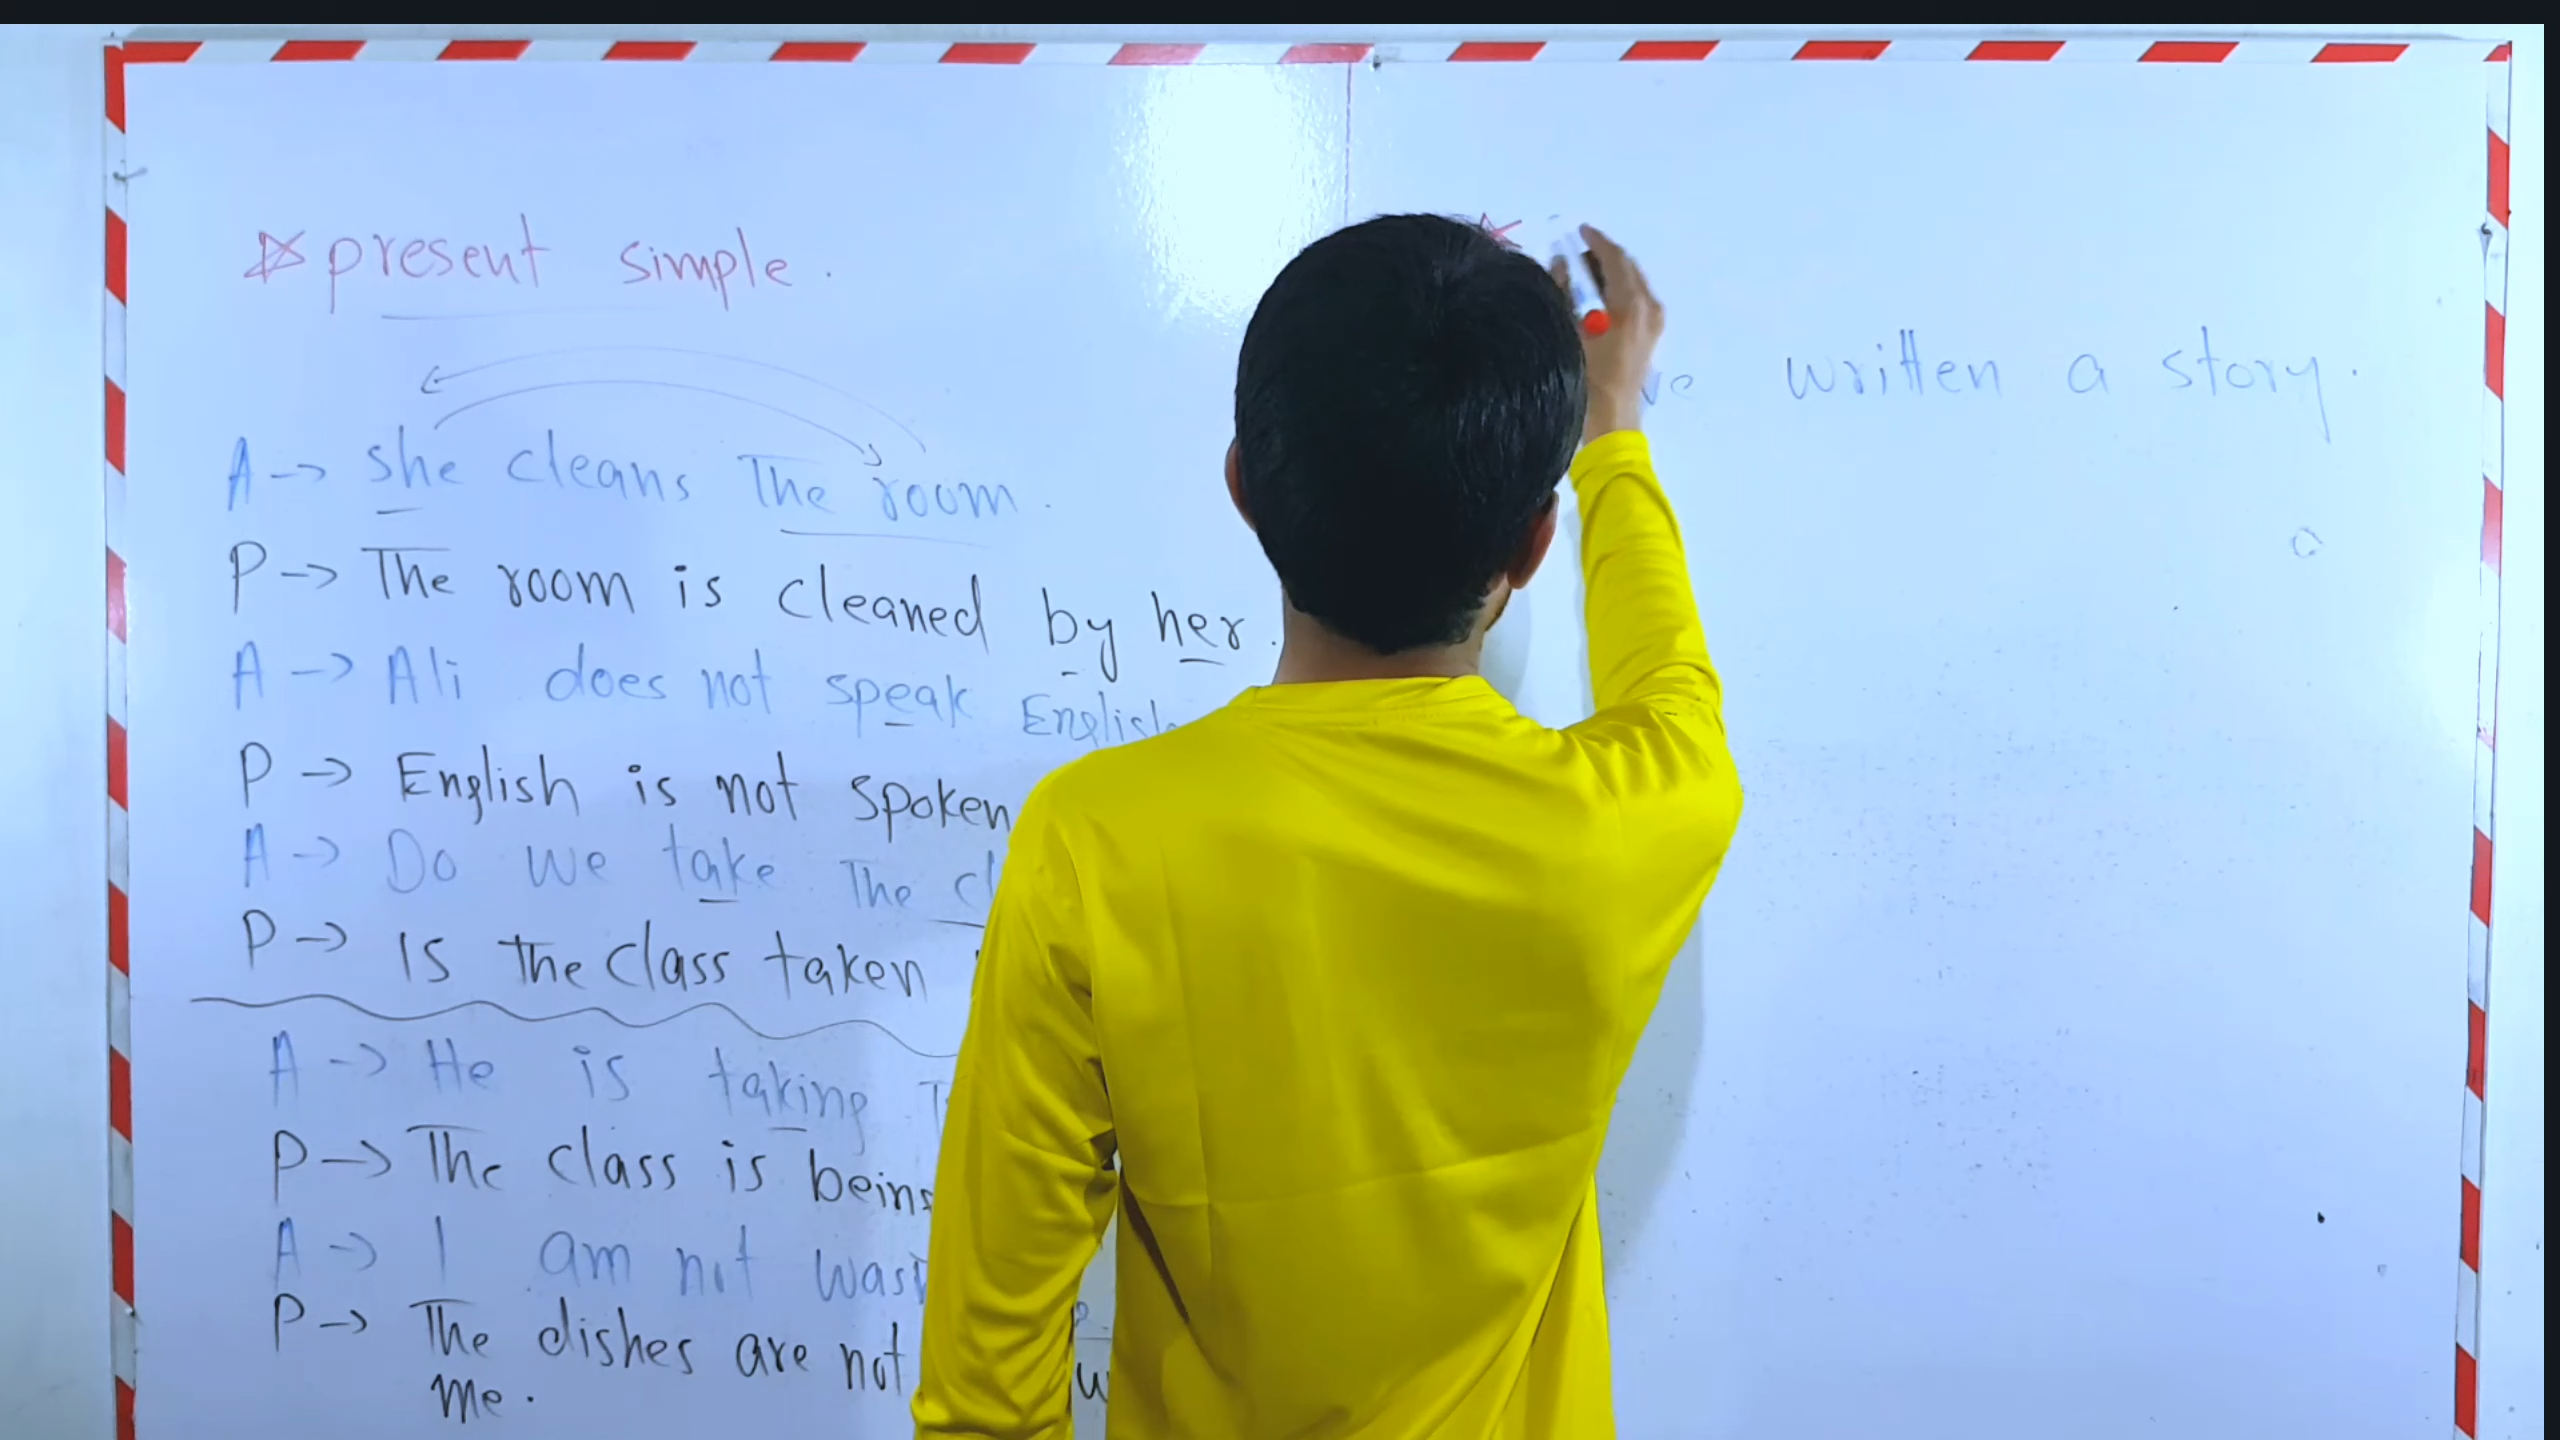 present simple.
A → she cleans The room.
P → The room is cleaned by her.
A → Ali does not speak English
P → English is not spoken
A → Do we take The
P → Is The class taken
A → He is taking
P → The class is being
A → I am not
P → The dishes are not
me.
written a story.